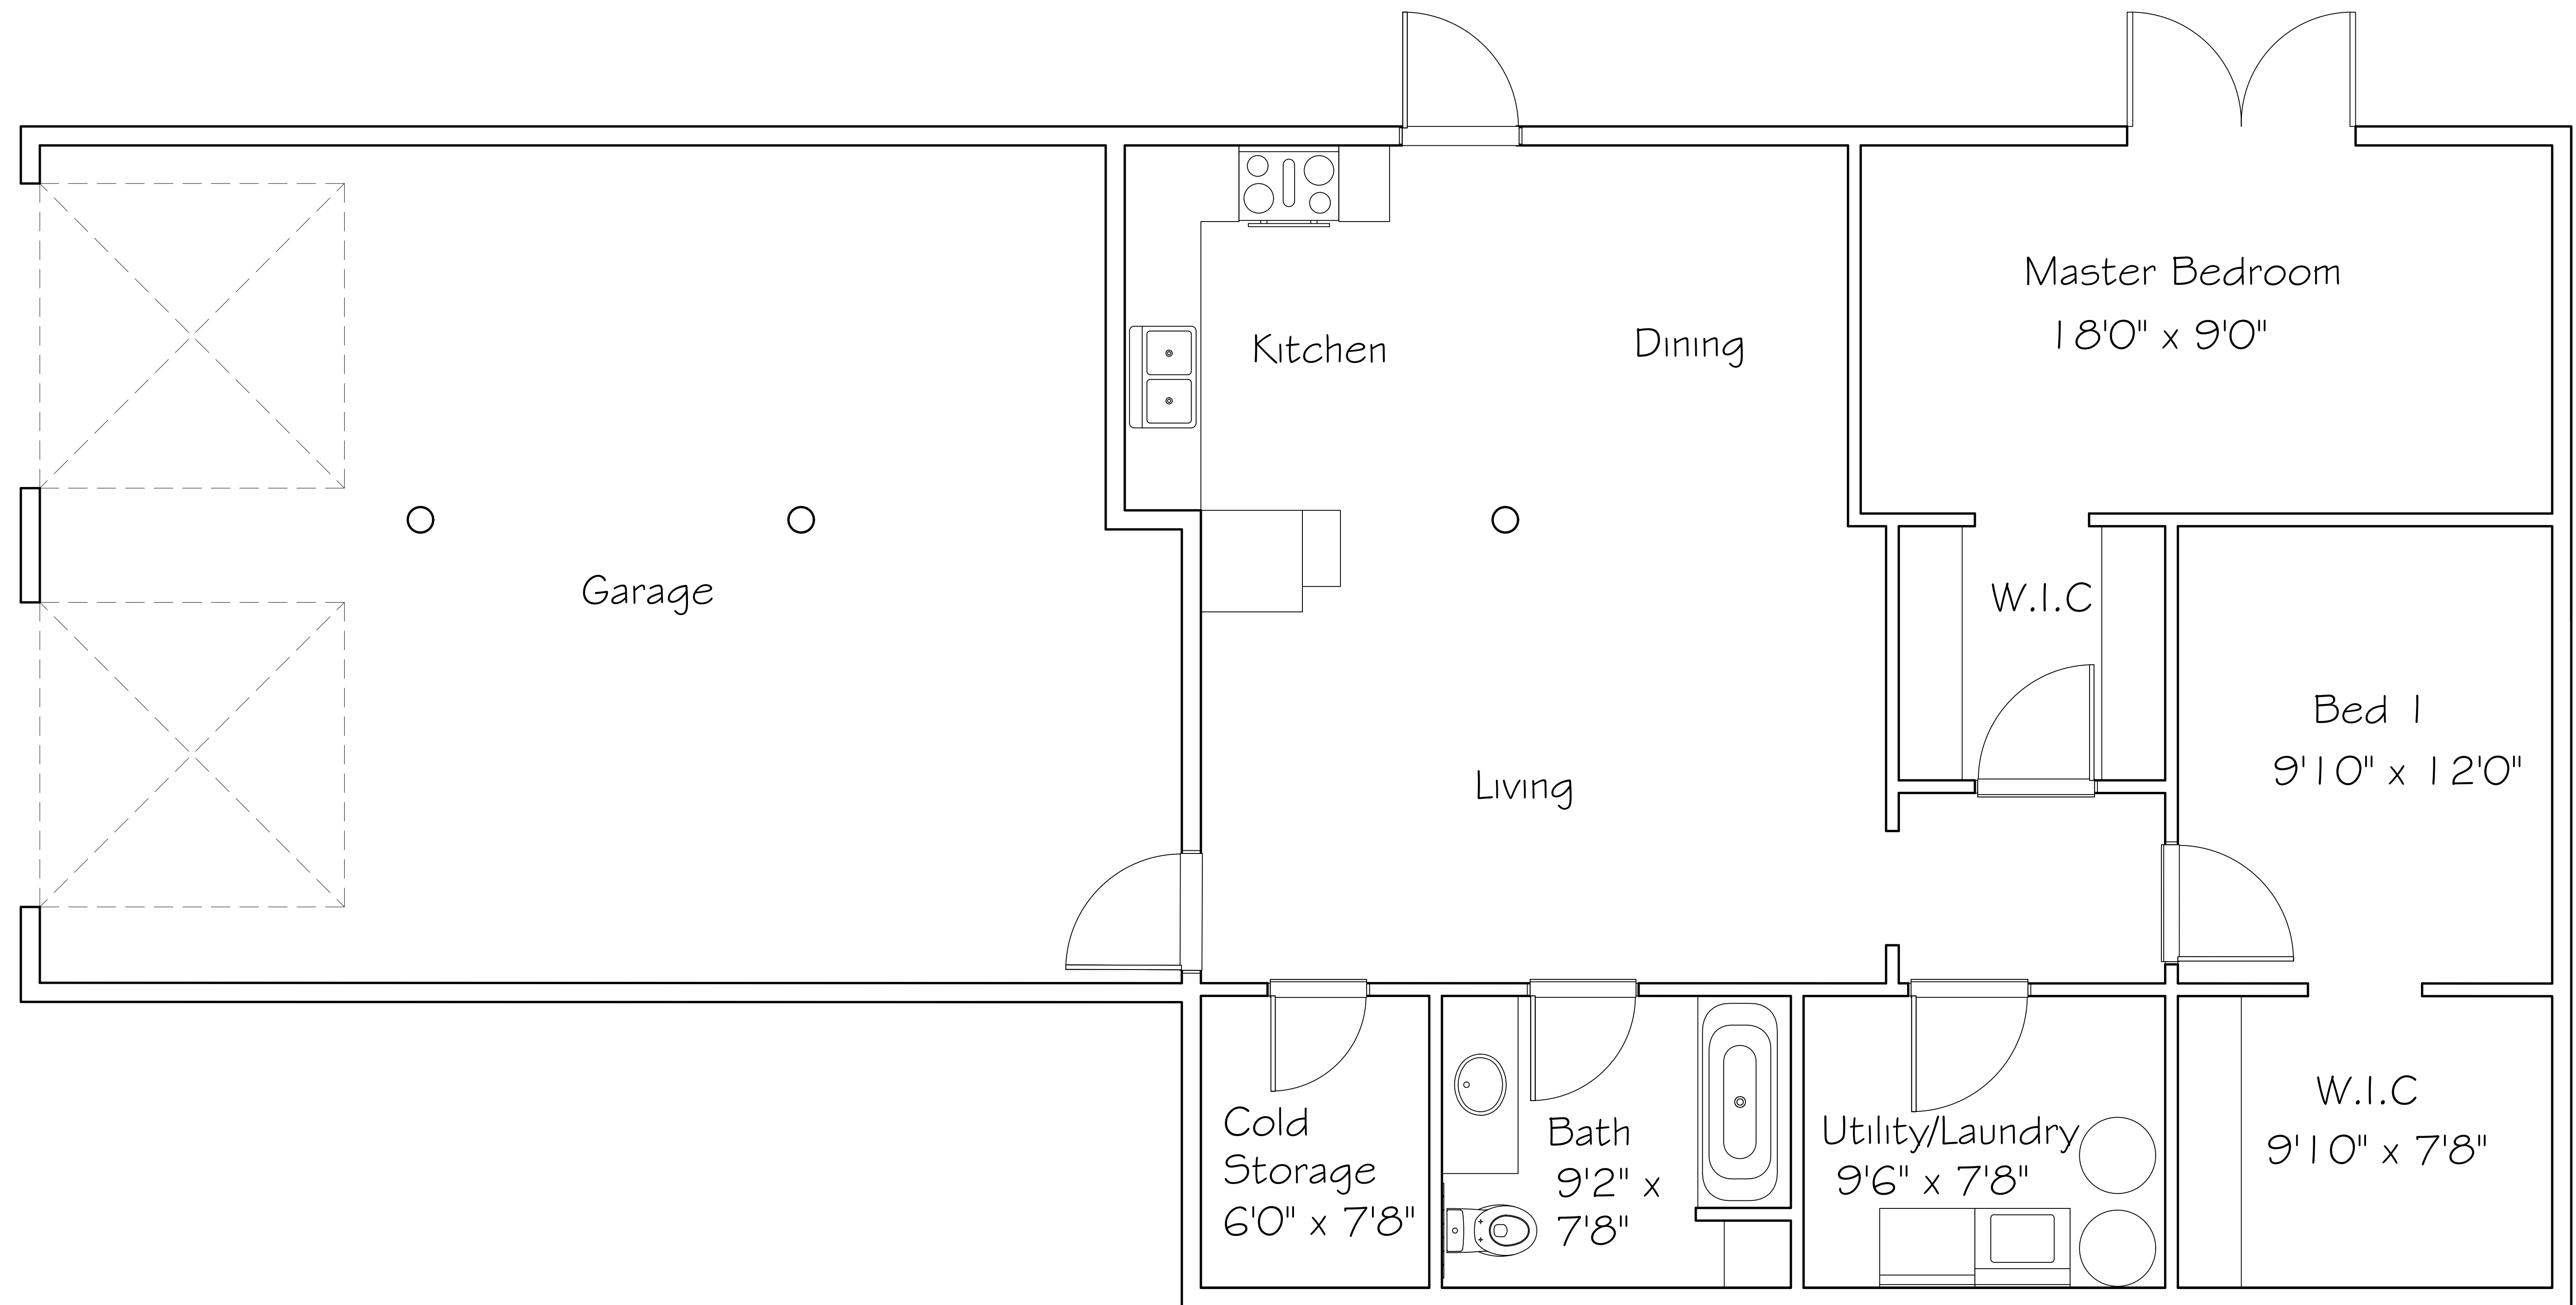 Master Bedroom
18'0" x 9'0"
Kitchen
Dining
Garage
W.I.C
Bed 1
9'10" x 12'0"
Living
Cold
Storage
6'0" x 7'8"
Bath
9'2" x
7'8"
Utility/Laundry
9'6" x 7'8"
W.I.C
9'10" x 7'8"